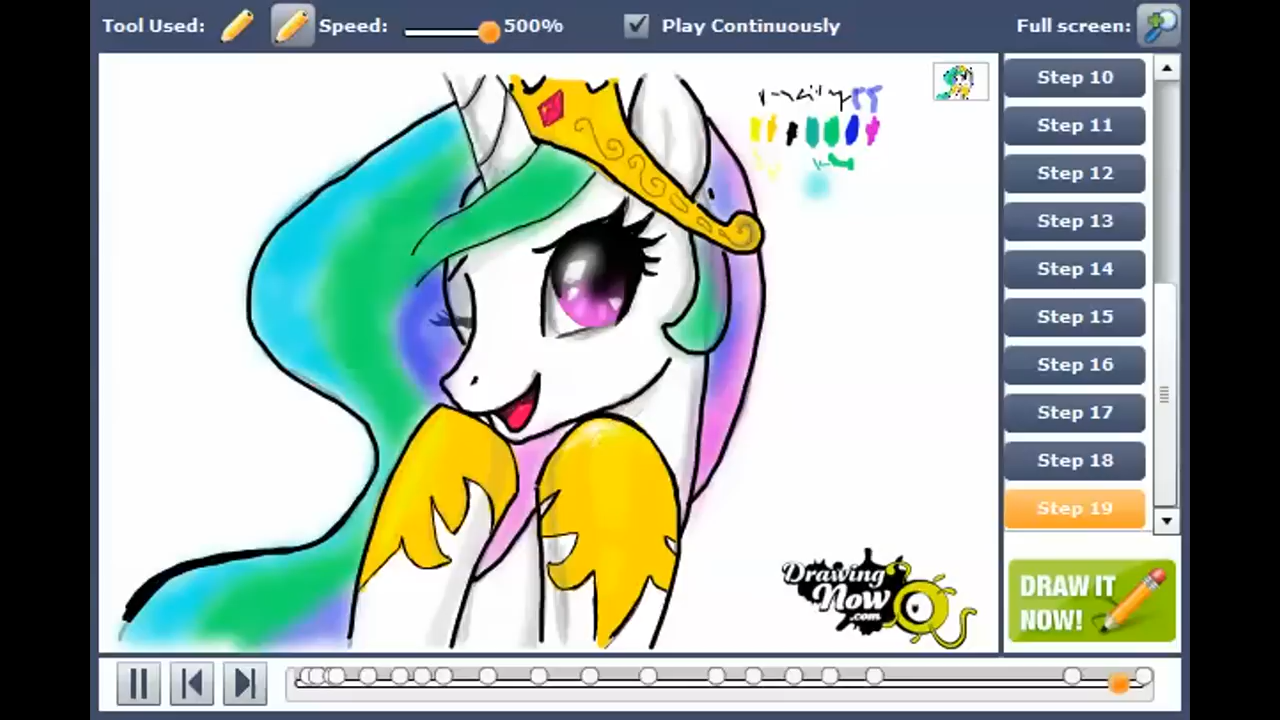 Tool Used: Speed: 500% Play Continuously Full screen:
Step 10
Step 11
Step 12
Step 13
Step 14
Step 15
Step 16
Step 17
Step 18
Step 19
Drawing
Now
.com
DRAW IT
NOW!